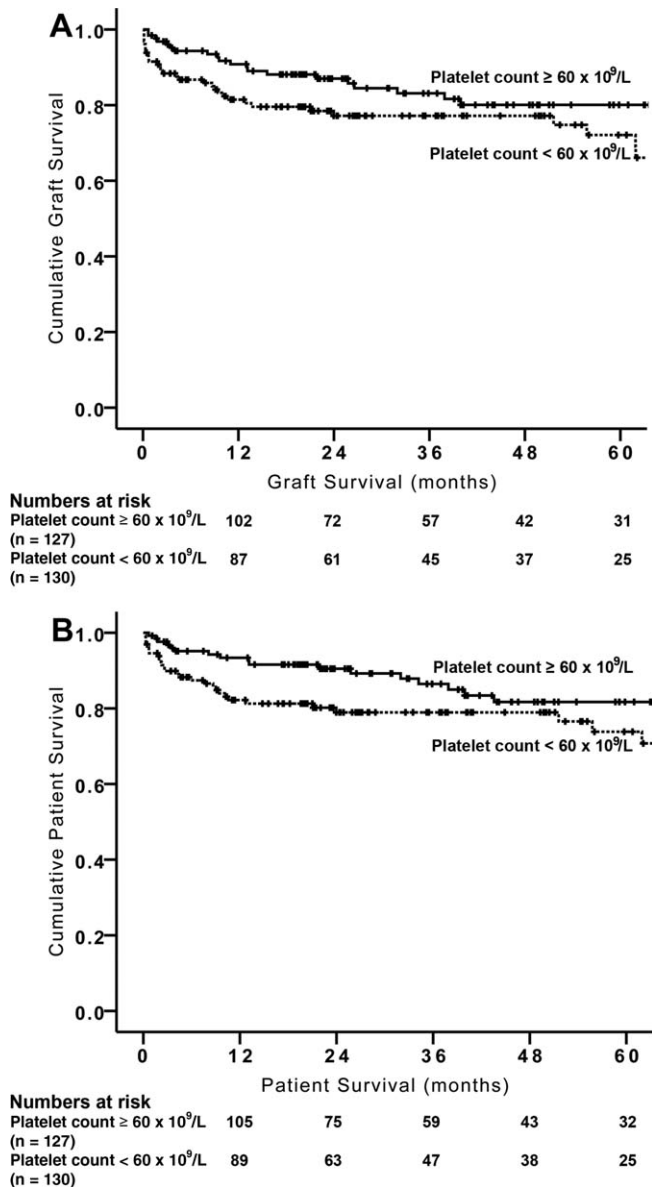 A
1.0
0.8
0.6
0.4
0.2
0.0
Cumulative Graft Survival
Platelet count ≥ 60 x 10⁹/L
Platelet count < 60 x 10⁹/L
0 12 24 36 48 60
Graft Survival (months)
Numbers at risk
Platelet count ≥ 60 x 10⁹/L 102 72 57 42 31
(n = 127)
Platelet count < 60 x 10⁹/L 87 61 45 37 25
(n = 130)
B
1.0
0.8
0.6
0.4
0.2
0.0
Cumulative Patient Survival
Platelet count ≥ 60 x 10⁹/L
Platelet count < 60 x 10⁹/L
0 12 24 36 48 60
Patient Survival (months)
Numbers at risk
Platelet count ≥ 60 x 10⁹/L 105 75 59 43 32
(n = 127)
Platelet count < 60 x 10⁹/L 89 63 47 38 25
(n = 130)